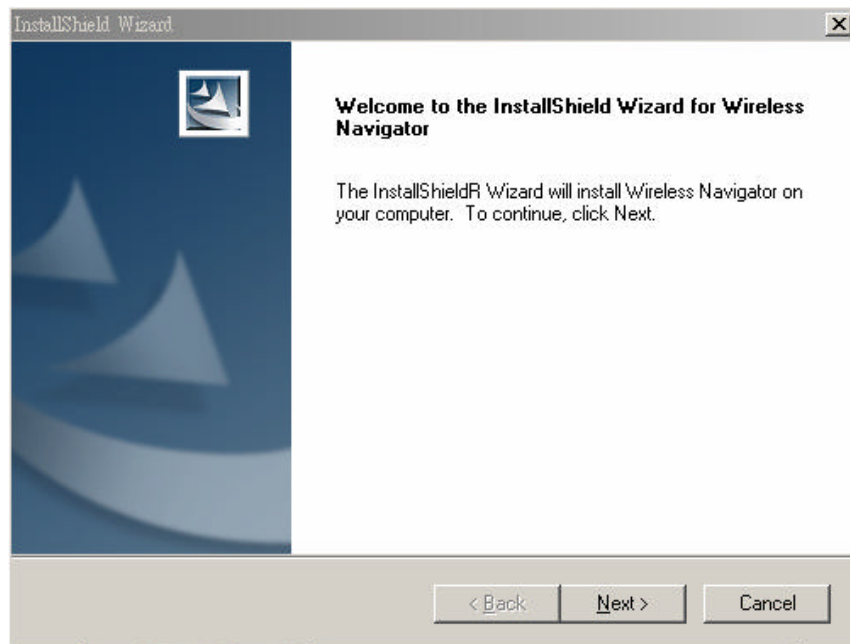 InstallShield Wizard
Welcome to the InstallShield Wizard for Wireless
Navigator
The InstallShieldR Wizard will install Wireless Navigator on
your computer.  To continue, click Next.
< Back
Next >
Cancel